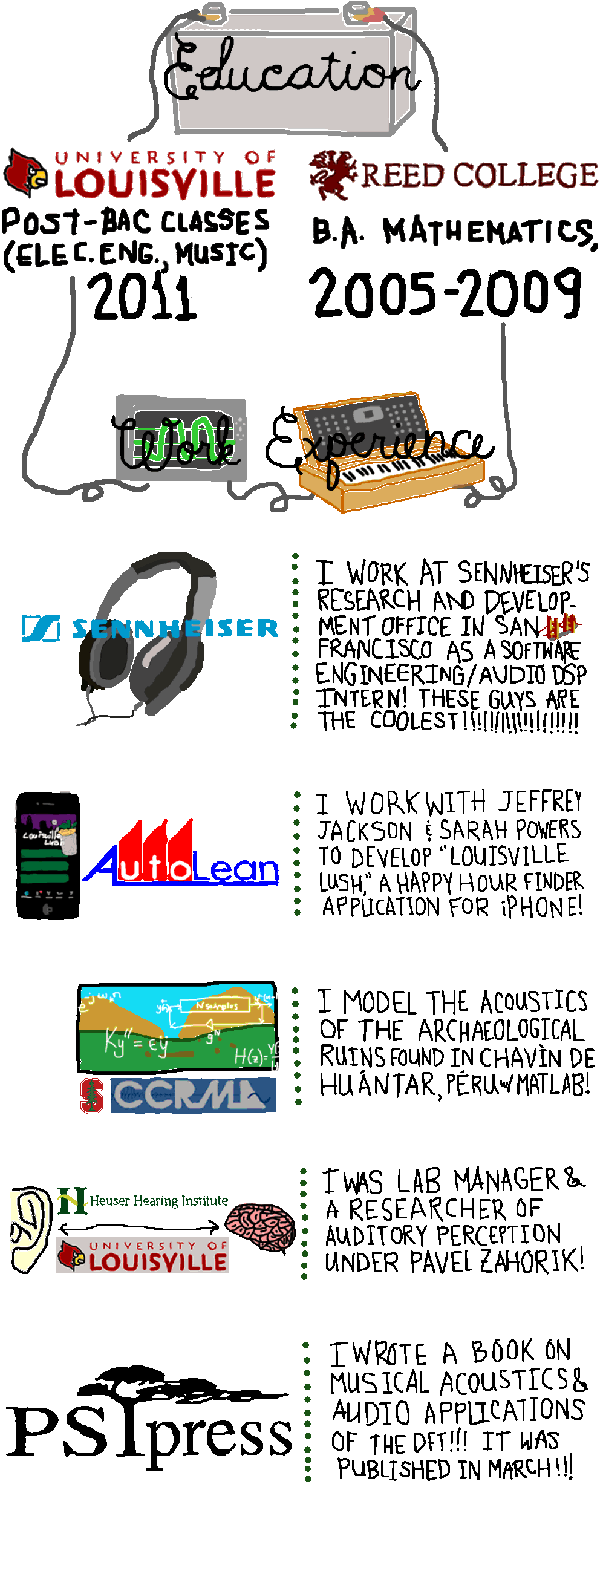 Education
UNIVERSITY OF
LOUISVILLE
POST-BAC CLASSES
(ELEC. ENG., MUSIC)
2011
REED COLLEGE
B.A. MATHEMATICS,
2005-2009
Work Experience
SENNHEISER
I WORK AT SENNHEISER'S
RESEARCH AND DEVELOP-
MENT OFFICE IN SAN
FRANCISCO AS A SOFTWARE
ENGINEERING/AUDIO DSP
INTERN! THESE GUYS ARE
THE COOLEST!!!!!!!!!!!!!!!!!!
Louisville
Lush
AutoLean
I WORK WITH JEFFREY
JACKSON & SARAH POWERS
TO DEVELOP "LOUISVILLE
LUSH," A HAPPY HOUR FINDER
APPLICATION FOR iPHONE!
N samples
Ky" = ϵÿ
H(z)=
CCRMA
I MODEL THE ACOUSTICS
OF THE ARCHAEOLOGICAL
RUINS FOUND IN CHAVÌN DE
HUÁNTAR, PÉRU W MATLAB!
H Heuser Hearing Institute
UNIVERSITY OF
LOUISVILLE
I WAS LAB MANAGER &
A RESEARCHER OF
AUDITORY PERCEPTION
UNDER PAVEL ZAHORIK!
PSIpress
I WROTE A BOOK ON
MUSICAL ACOUSTICS &
AUDIO APPLICATIONS
OF THE DFT!!! IT WAS
PUBLISHED IN MARCH!!!